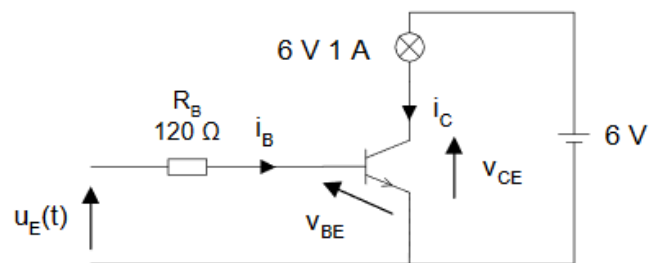 6 V 1 A
R_B
120 Ω
i_B
i_C
6 V
v_CE
v_BE
u_E(t)